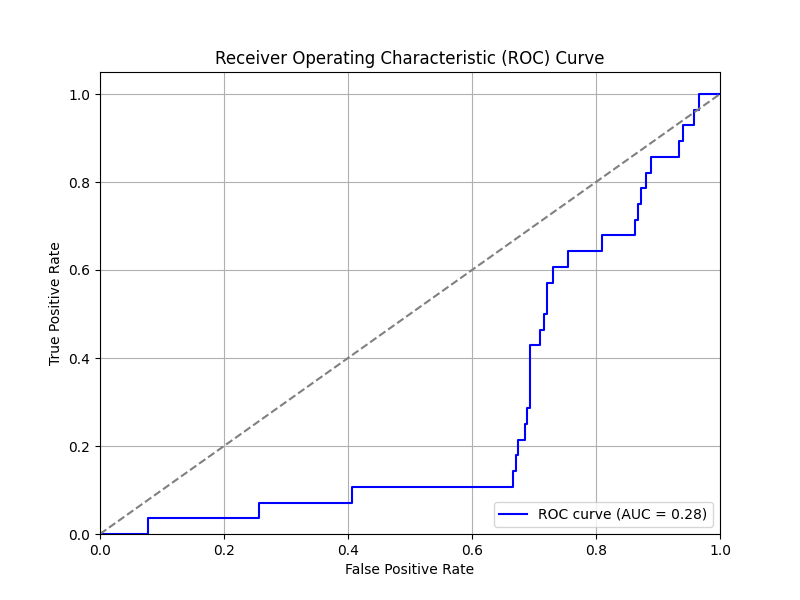 Receiver Operating Characteristic (ROC) Curve
1.0
0.8
0.6
0.4
0.2
0.0
True Positive Rate
ROC curve (AUC = 0.28)
0.0 0.2 0.4 0.6 0.8 1.0
False Positive Rate